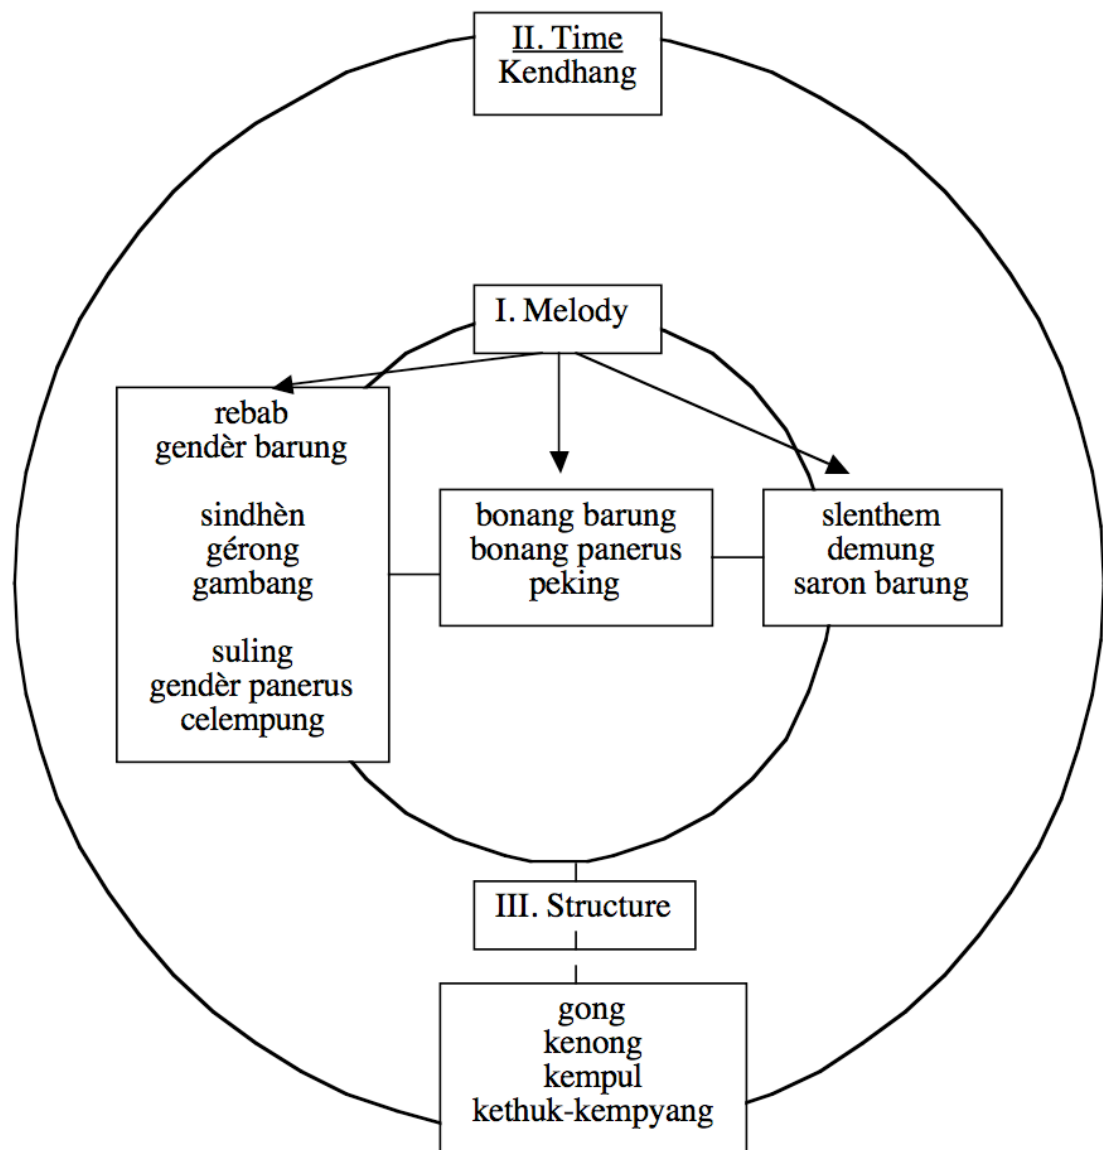 II. Time
Kendhang
I. Melody
rebab
gendèr barung
sindhèn
gérong
gambang
suling
gendèr panerus
celempung
bonang barung
bonang panerus
peking
slenthem
demung
saron barung
III. Structure
gong
kenong
kempul
kethuk-kempyang